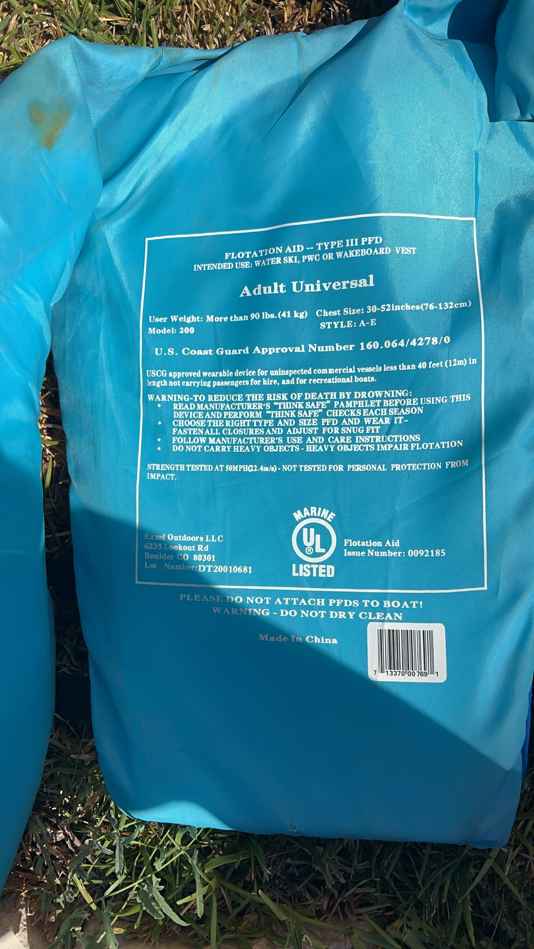 FLOTATION AID -- TYPE III PFD
INTENDED USE: WATER SKI, PWC OR WAKEBOARD VEST
Adult Universal
User Weight: More than 90 lbs. (41 kg) Chest Size: 30-52inches(76-132cm)
Model: 200 STYLE: A-E
U.S. Coast Guard Approval Number 160.064/4278/0
USCG approved wearable device for uninspected commercial vessels less than 40 feet (12m) in
length not carrying passengers for hire, and for recreational boats.
WARNING-TO REDUCE THE RISK OF DEATH BY DROWNING:
• READ MANUFACTURER'S "THINK SAFE" PAMPHLET BEFORE USING THIS
DEVICE AND PERFORM "THINK SAFE" CHECKS EACH SEASON
• CHOOSE THE RIGHT TYPE AND SIZE PFD AND WEAR IT-
FASTEN ALL CLOSURES AND ADJUST FOR SNUG FIT
• FOLLOW MANUFACTURER'S USE AND CARE INSTRUCTIONS
• DO NOT CARRY HEAVY OBJECTS - HEAVY OBJECTS IMPAIR FLOTATION
STRENGTH TESTED AT 50MPH(22.4m/s) - NOT TESTED FOR PERSONAL PROTECTION FROM
IMPACT.
MARINE
UL
®
LISTED
Outdoors LLC
6235 Lookout Rd
Boulder CO 80301
Lot Number:DT20010681
Flotation Aid
Issue Number: 0092185
PLEASE DO NOT ATTACH PFDS TO BOAT!
WARNING - DO NOT DRY CLEAN
Made In China
7 13370 00769 1